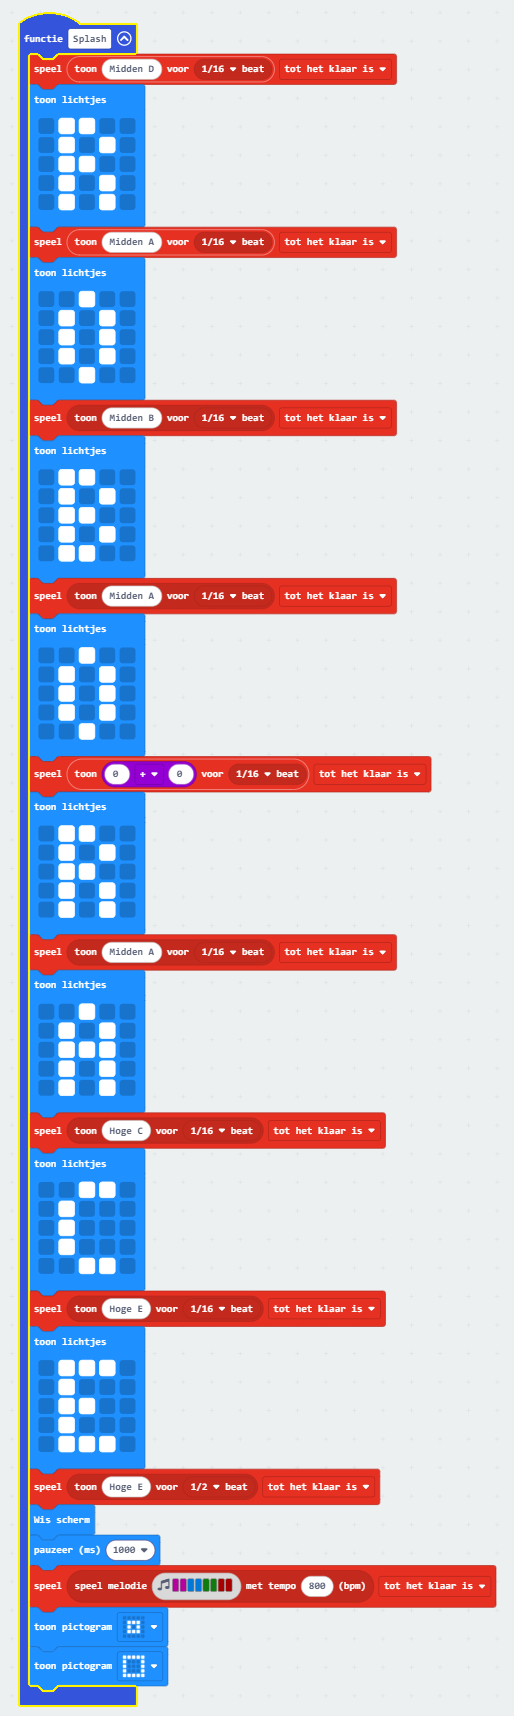 functie Splash
speel toon Midden D voor 1/16 beat tot het klaar is
toon lichtjes
speel toon Midden A voor 1/16 beat tot het klaar is
toon lichtjes
speel toon Midden B voor 1/16 beat tot het klaar is
toon lichtjes
speel toon Midden A voor 1/16 beat tot het klaar is
toon lichtjes
speel toon 0 + 0 voor 1/16 beat tot het klaar is
toon lichtjes
speel toon Midden A voor 1/16 beat tot het klaar is
toon lichtjes
speel toon Hoge C voor 1/16 beat tot het klaar is
toon lichtjes
speel toon Hoge E voor 1/16 beat tot het klaar is
toon lichtjes
speel toon Hoge E voor 1/2 beat tot het klaar is
Wis scherm
pauzeer (ms) 1000
speel speel melodie met tempo 800 (bpm) tot het klaar is
toon pictogram
toon pictogram